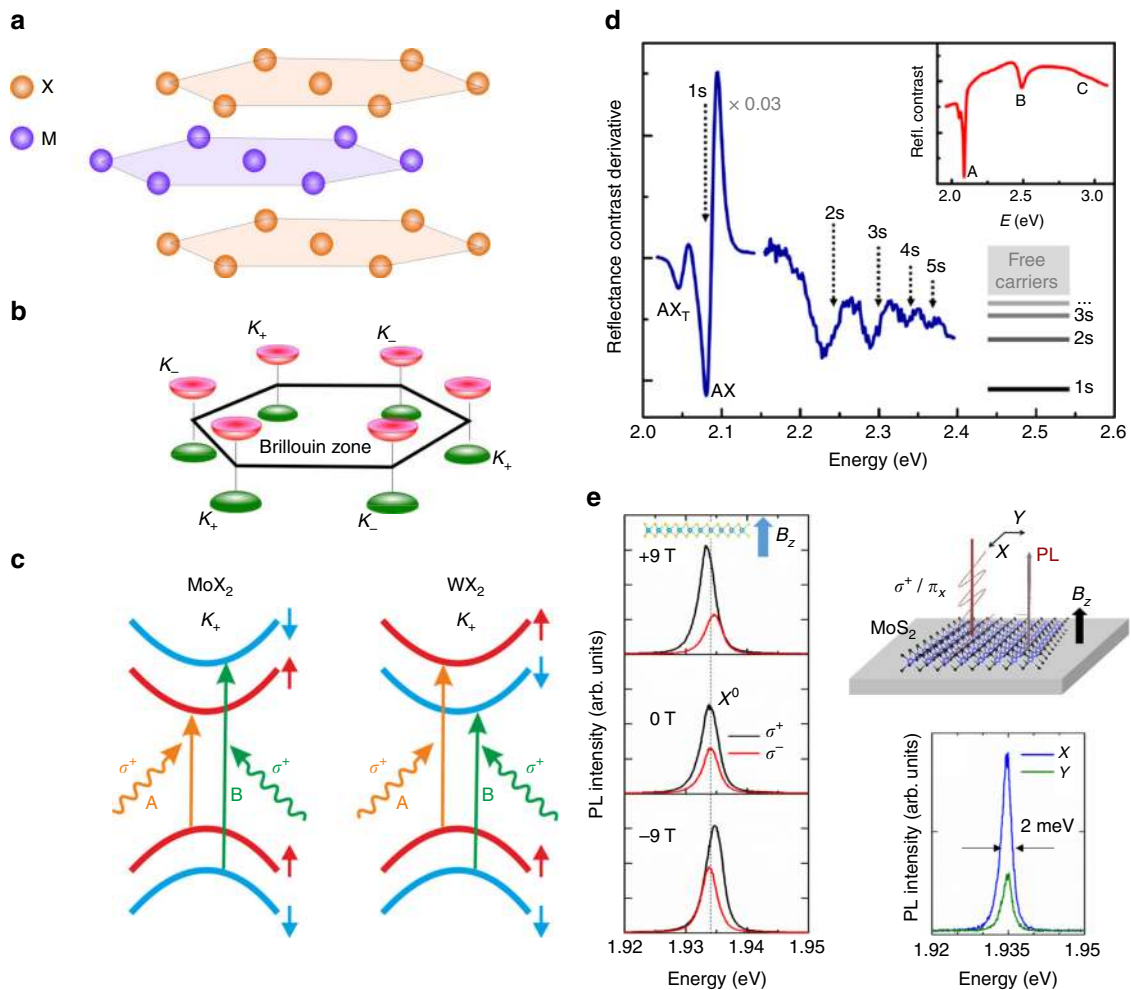 a
X
M
b
K+
K−
K−
Brillouin zone
K+
K+
K−
c
MoX2
WX2
K+
K+
σ+
σ+
σ+
σ+
A
B
A
B
d
Reflectance contrast derivative
1s
× 0.03
2s
3s
4s
5s
AXT
AX
Refl. contrast
A
B
C
2.0
2.5
3.0
E (eV)
Free
carriers
...
3s
2s
1s
2.0
2.1
2.2
2.3
2.4
2.5
2.6
Energy (eV)
e
Bz
+9 T
X0
0 T
σ+
σ−
−9 T
PL intensity (arb. units)
1.92
1.93
1.94
1.95
Energy (eV)
Y
X
PL
σ+ / πx
Bz
MoS2
X
Y
2 meV
PL intensity (arb. units)
1.92
1.935
1.95
Energy (eV)